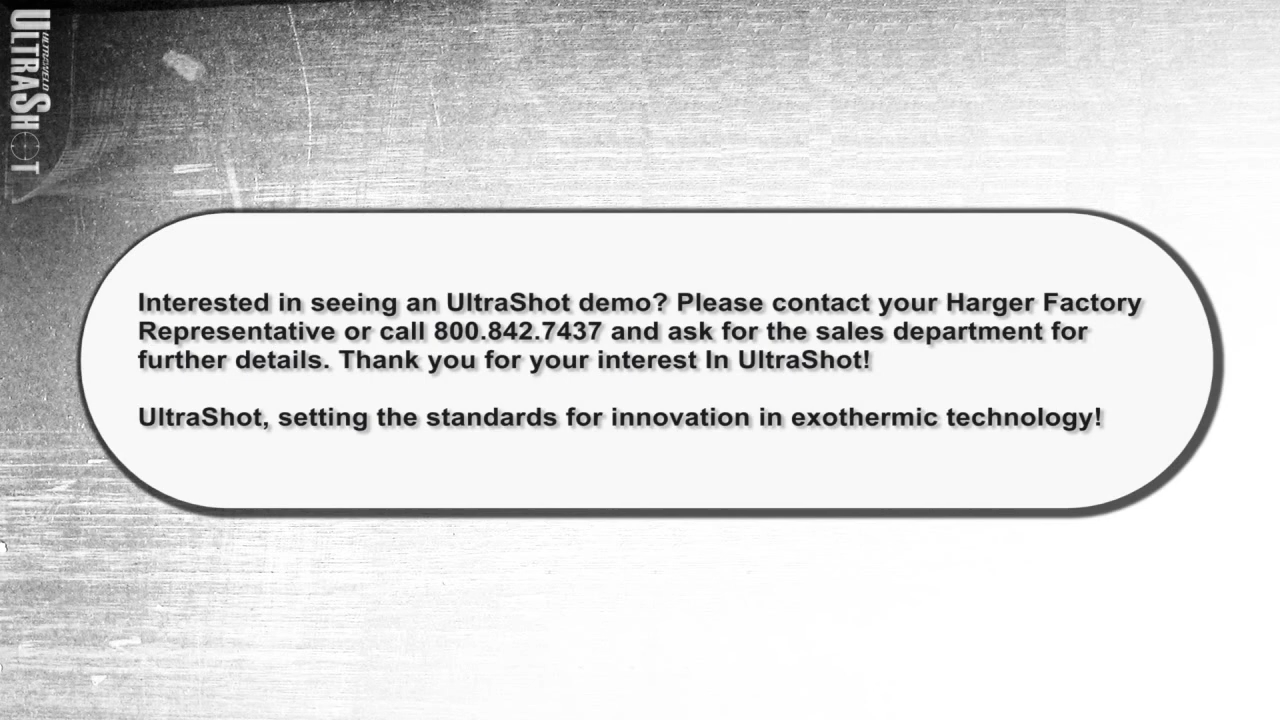 ULTRASHOT
ULTRAWELD
Interested in seeing an UltraShot demo? Please contact your Harger Factory
Representative or call 800.842.7437 and ask for the sales department for
further details. Thank you for your interest In UltraShot!
UltraShot, setting the standards for innovation in exothermic technology!